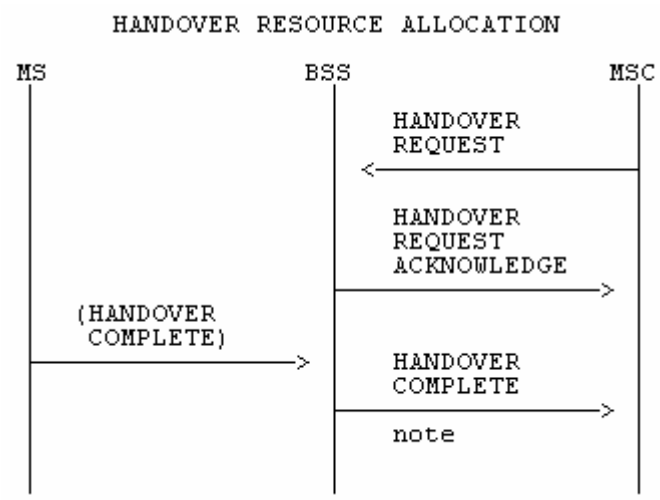 HANDOVER RESOURCE ALLOCATION
MS BSS MSC
HANDOVER
REQUEST
HANDOVER
REQUEST
ACKNOWLEDGE
(HANDOVER
COMPLETE)
HANDOVER
COMPLETE
note